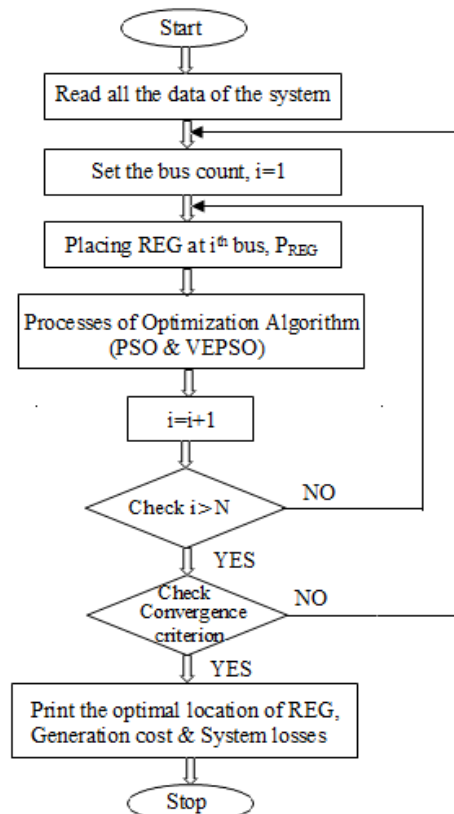 Start
Read all the data of the system
Set the bus count, i=1
Placing REG at iᵗʰ bus, P_REG
Processes of Optimization Algorithm
(PSO & VEPSO)
i=i+1
Check i>N
NO
YES
Check
Convergence
criterion
NO
YES
Print the optimal location of REG,
Generation cost & System losses
Stop